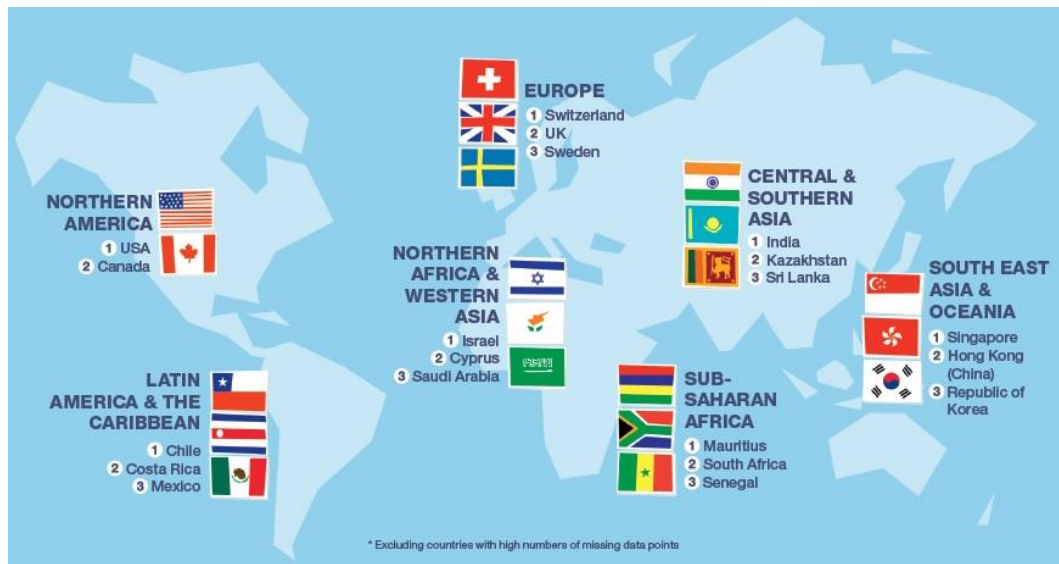 EUROPE
1 Switzerland
2 UK
3 Sweden
NORTHERN
AMERICA
1 USA
2 Canada
CENTRAL &
SOUTHERN
ASIA
1 India
2 Kazakhstan
3 Sri Lanka
NORTHERN
AFRICA &
WESTERN
ASIA
1 Israel
2 Cyprus
3 Saudi Arabia
SOUTH EAST
ASIA &
OCEANIA
1 Singapore
2 Hong Kong
(China)
3 Republic of
Korea
LATIN
AMERICA & THE
CARIBBEAN
1 Chile
2 Costa Rica
3 Mexico
SUB-
SAHARAN
AFRICA
1 Mauritius
2 South Africa
3 Senegal
* Excluding countries with high numbers of missing data points